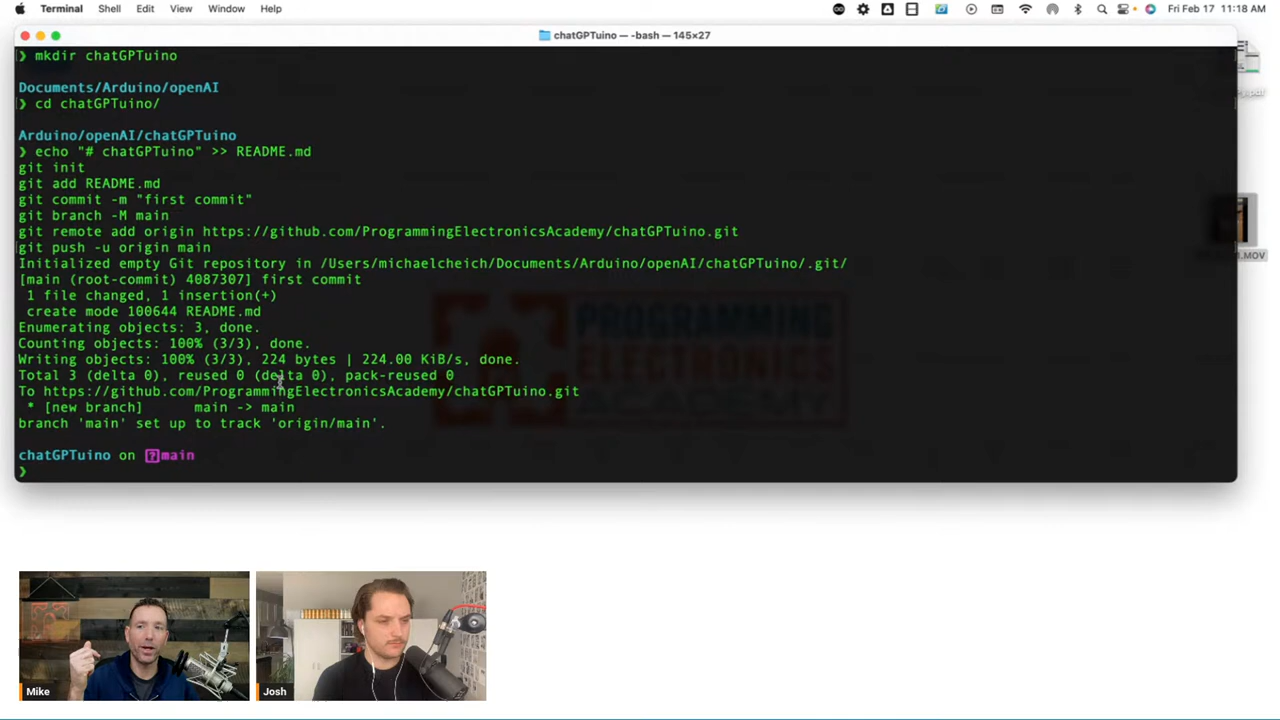 Terminal Shell Edit View Window Help Fri Feb 17 11:18 AM
chatGPTuino — -bash — 145×27
❯ mkdir chatGPTuino
Documents/Arduino/openAI
❯ cd chatGPTuino/
Arduino/openAI/chatGPTuino
❯ echo "# chatGPTuino" >> README.md
git init
git add README.md
git commit -m "first commit"
git branch -M main
git remote add origin https://github.com/ProgrammingElectronicsAcademy/chatGPTuino.git
git push -u origin main
Initialized empty Git repository in /Users/michaelcheich/Documents/Arduino/openAI/chatGPTuino/.git/
[main (root-commit) 4087307] first commit
1 file changed, 1 insertion(+)
create mode 100644 README.md
Enumerating objects: 3, done.
Counting objects: 100% (3/3), done.
Writing objects: 100% (3/3), 224 bytes | 224.00 KiB/s, done.
Total 3 (delta 0), reused 0 (delta 0), pack-reused 0
To https://github.com/ProgrammingElectronicsAcademy/chatGPTuino.git
* [new branch] main -> main
branch 'main' set up to track 'origin/main'.
chatGPTuino on main
❯
PROGRAMMING
ELECTRONICS
ACADEMY
.pdf
.MOV
Mike
Josh